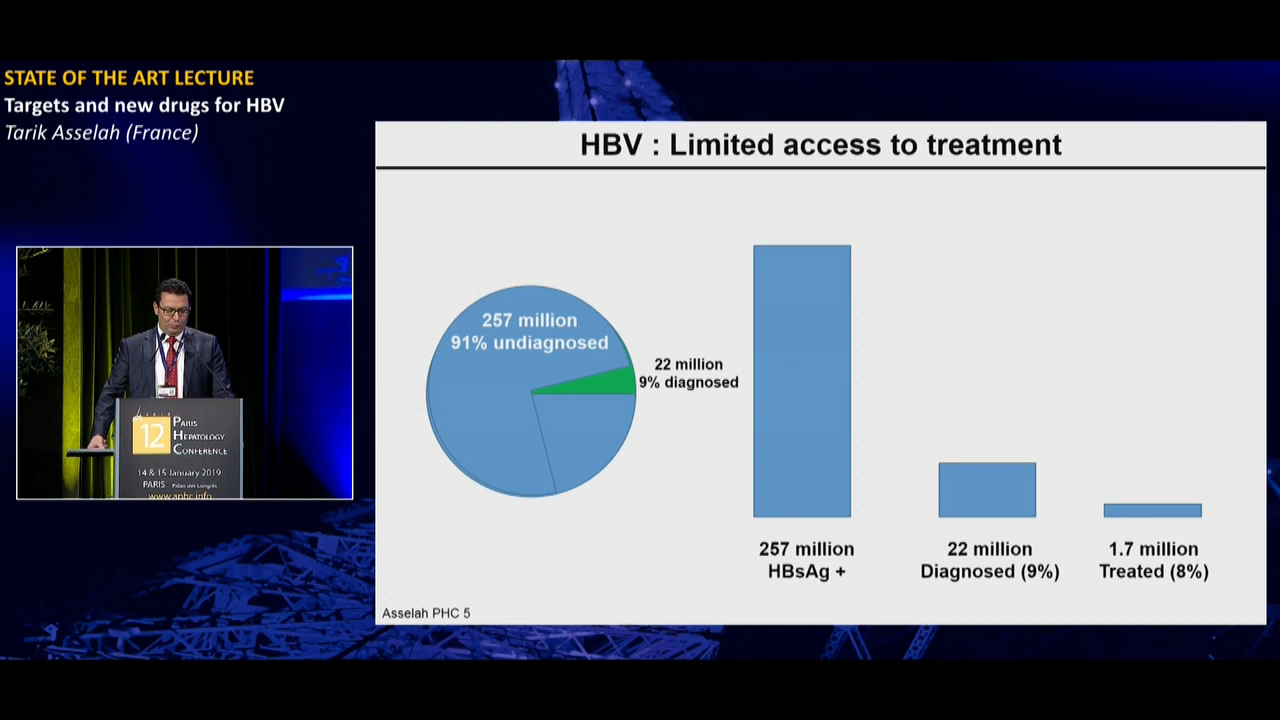 STATE OF THE ART LECTURE
Targets and new drugs for HBV
Tarik Asselah (France)
12
PARIS
HEPATOLOGY
CONFERENCE
14 & 15 January 2019
PARIS Palais des Congrès
www.aphc.info
HBV : Limited access to treatment
257 million
91% undiagnosed
22 million
9% diagnosed
257 million
HBsAg +
22 million
Diagnosed (9%)
1.7 million
Treated (8%)
Asselah PHC 5